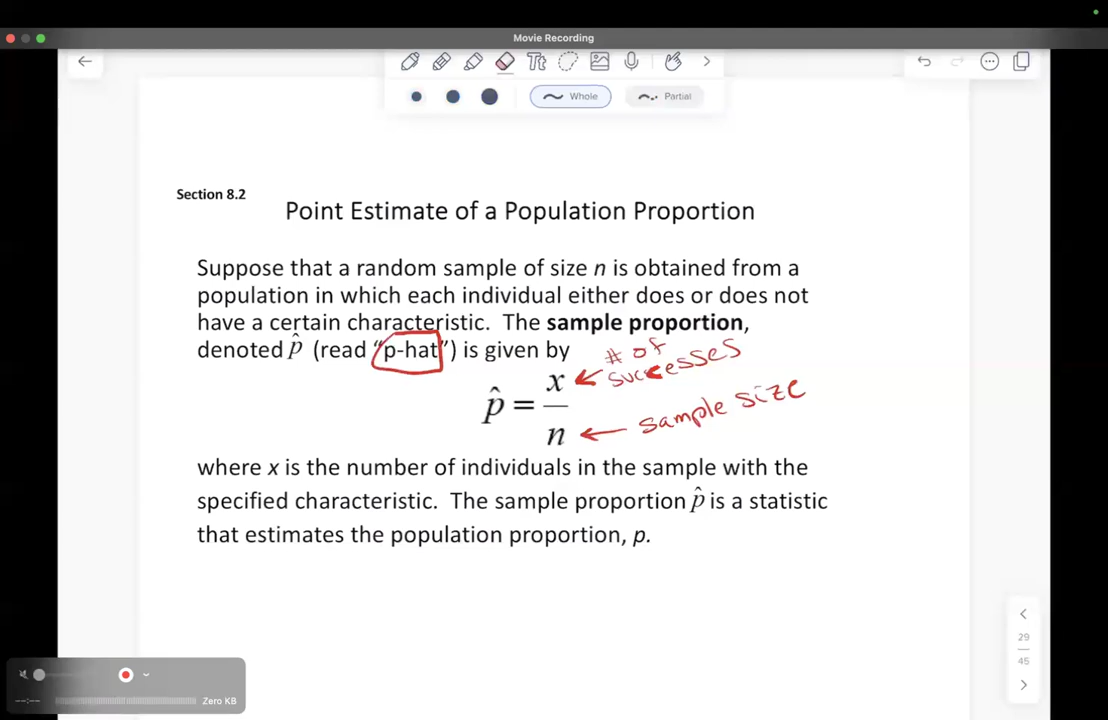 Movie Recording
Tt
Whole
Partial
Section 8.2
Point Estimate of a Population Proportion
Suppose that a random sample of size n is obtained from a
population in which each individual either does or does not
have a certain characteristic. The sample proportion,
denoted p̂ (read “p-hat”) is given by
# of
successes
p̂ = x/n
sample size
where x is the number of individuals in the sample with the
specified characteristic. The sample proportion p̂ is a statistic
that estimates the population proportion, p.
29
45
--:--
Zero KB